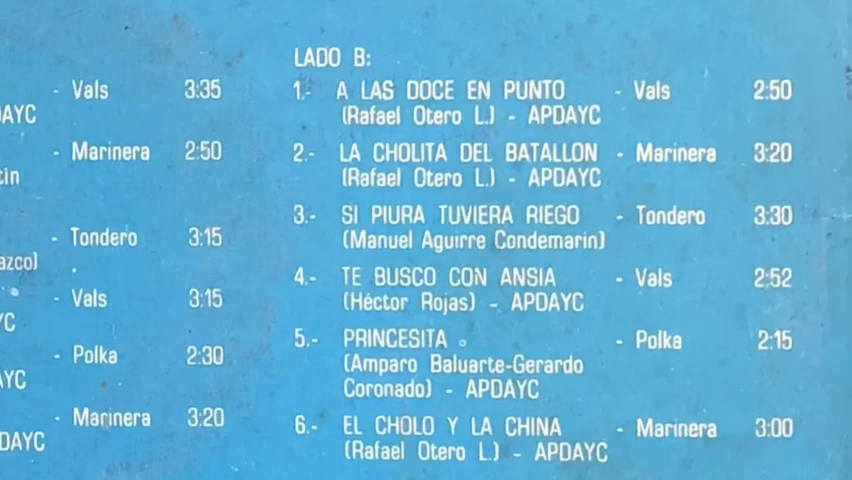 - Vals 3:35
AYC
- Marinera 2:50
- Tondero 3:15
- Vals 3:15
- Polka 2:30
AYC
- Marinera 3:20
DAYC
LADO B:
1.- A LAS DOCE EN PUNTO - Vals 2:50
(Rafael Otero L.) - APDAYC
2.- LA CHOLITA DEL BATALLON - Marinera 3:20
(Rafael Otero L.) - APDAYC
3.- SI PIURA TUVIERA RIEGO - Tondero 3:30
(Manuel Aguirre Condemarin)
4.- TE BUSCO CON ANSIA - Vals 2:52
(Héctor Rojas) - APDAYC
5.- PRINCESITA - Polka 2:15
(Amparo Baluarte-Gerardo
Coronado) - APDAYC
6.- EL CHOLO Y LA CHINA - Marinera 3:00
(Rafael Otero L.) - APDAYC